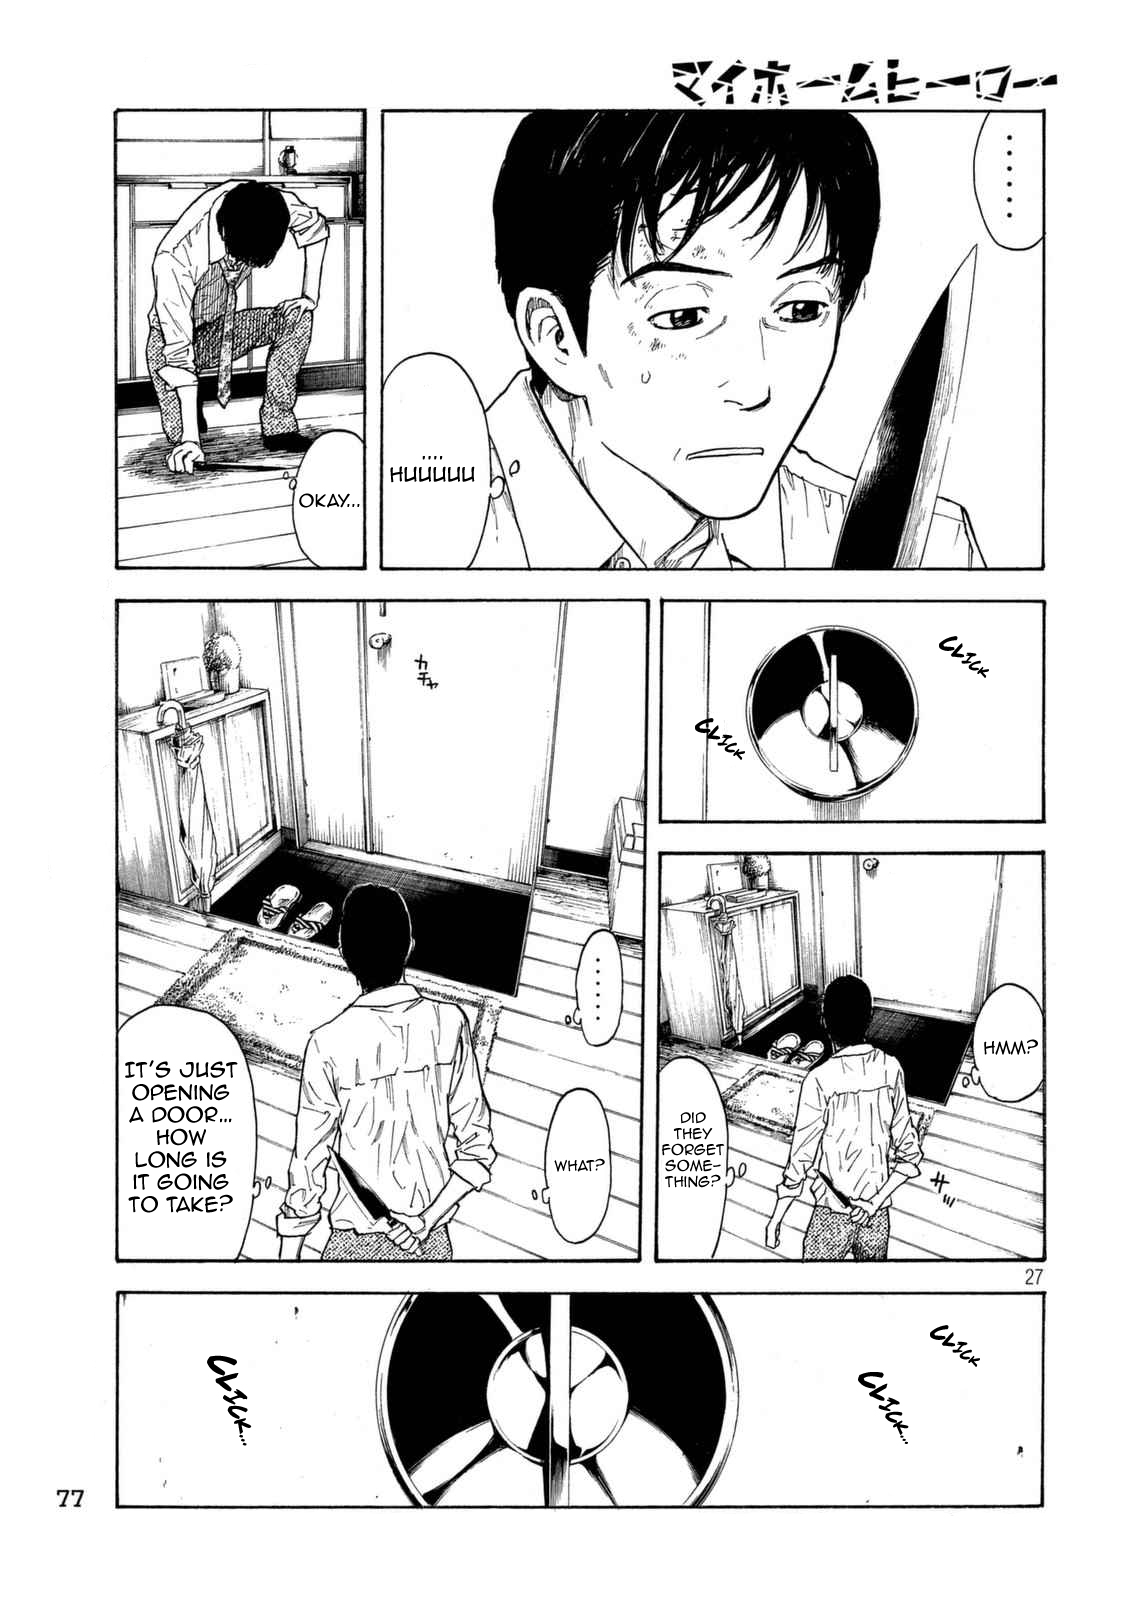 マイホームヒーロー
......
....
HUUUUU
OKAY...
CLICK
CLICK
HMM?
DID
THEY
FORGET
SOME-
THING?
サッ
カチャ
.....
WHAT?
IT'S JUST
OPENING
A DOOR...
HOW
LONG IS
IT GOING
TO TAKE?
27
CLICK
CLICK...
CLICK...
77